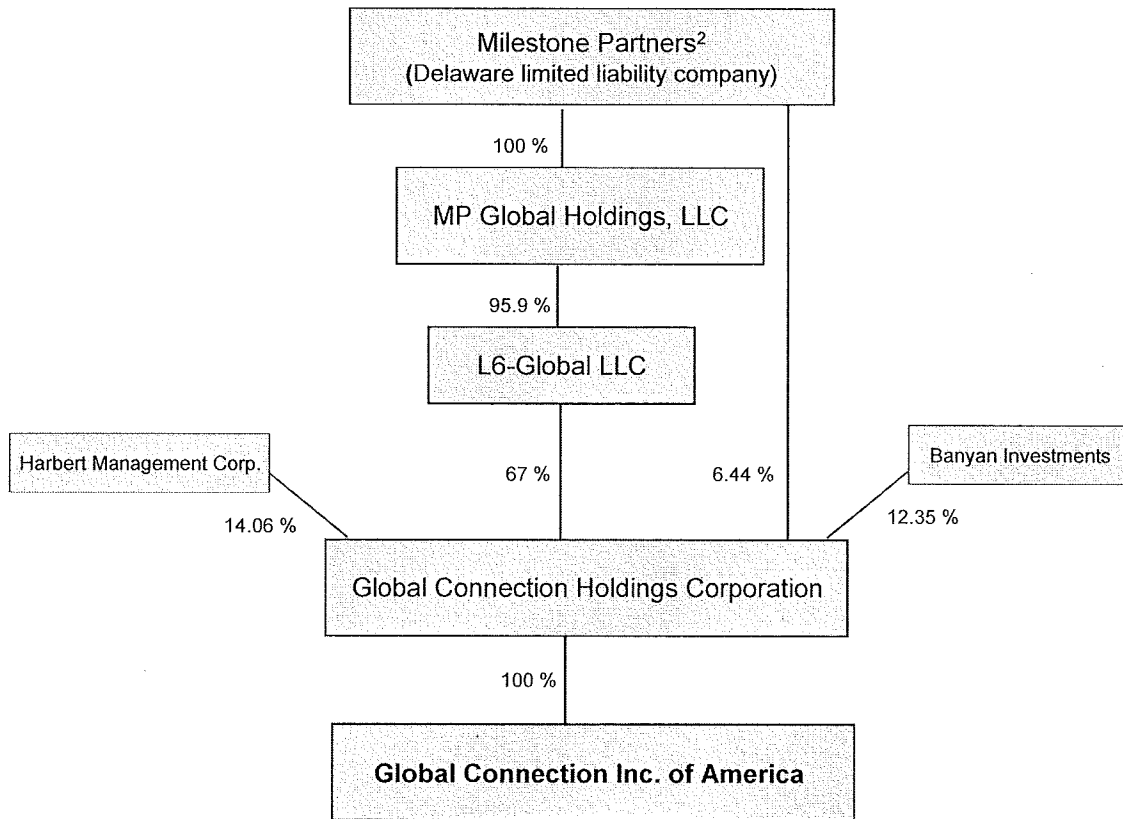 Milestone Partners²
(Delaware limited liability company)
100 %
MP Global Holdings, LLC
95.9 %
L6-Global LLC
Harbert Management Corp.
67 %
6.44 %
Banyan Investments
14.06 %
12.35 %
Global Connection Holdings Corporation
100 %
Global Connection Inc. of America